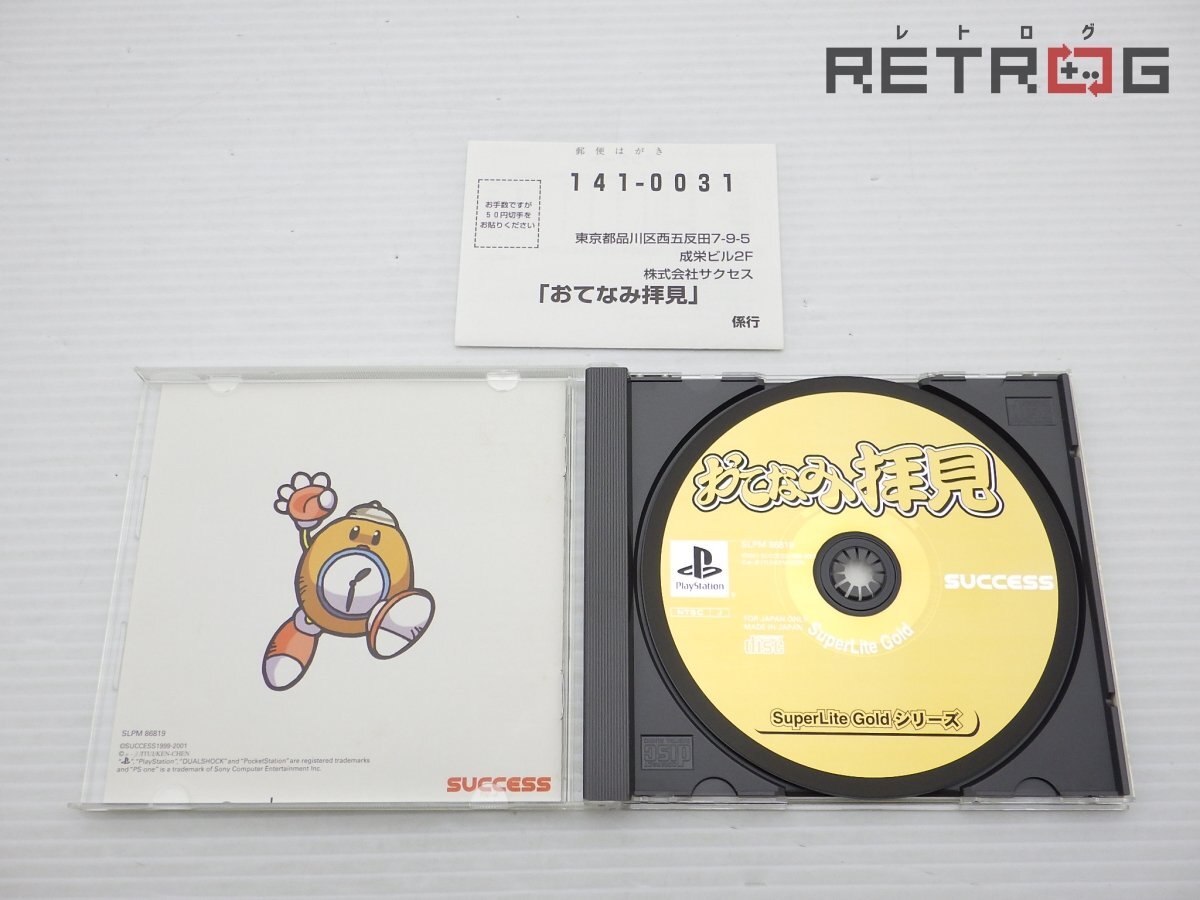 レトログ
RETROG
郵便はがき
141-0031
お手数ですが
50円切手を
お貼りください
東京都品川区西五反田7-9-5
成栄ビル2F
株式会社サクセス
「おてなみ拝見」
係行
おてなみ拝見
SLPM 86819
PlayStation
SUCCESS
NTSC J
FOR JAPAN ONLY
MADE IN JAPAN
SuperLite Gold
disc
SuperLite Gold シリーズ
SLPM 86819
©SUCCESS1999-2001
"PlayStation", "DUALSHOCK" and "PocketStation" are registered trademarks
and "PS one" is a trademark of Sony Computer Entertainment Inc.
SUCCESS